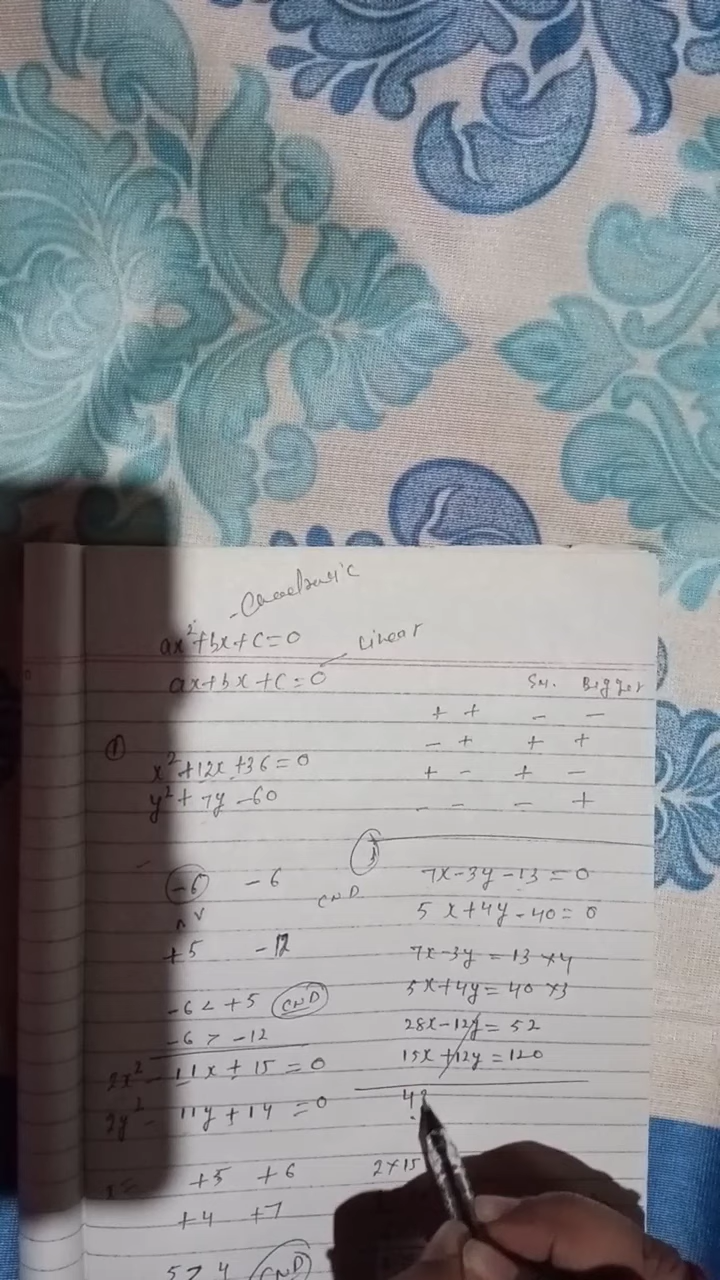 ax²+bx+C=0
Linear
ax+bx+C=0
Sm. Bigger
+ + − −
− + + +
+ − + −
− − − +
①
x²+12x+36=0
y²+7y-60
-6 -6
CND
+5 -12
-6 < +5 CND
-6 > -12
2x²-11x+15=0
2y²-11y+14=0
+5 +6
+4 +7
5>4 CND
7x-3y-13=0
5x+4y-40=0
7x-3y=13×4
5x+4y=40×3
28x-12y=52
15x+12y=120
43
2×15